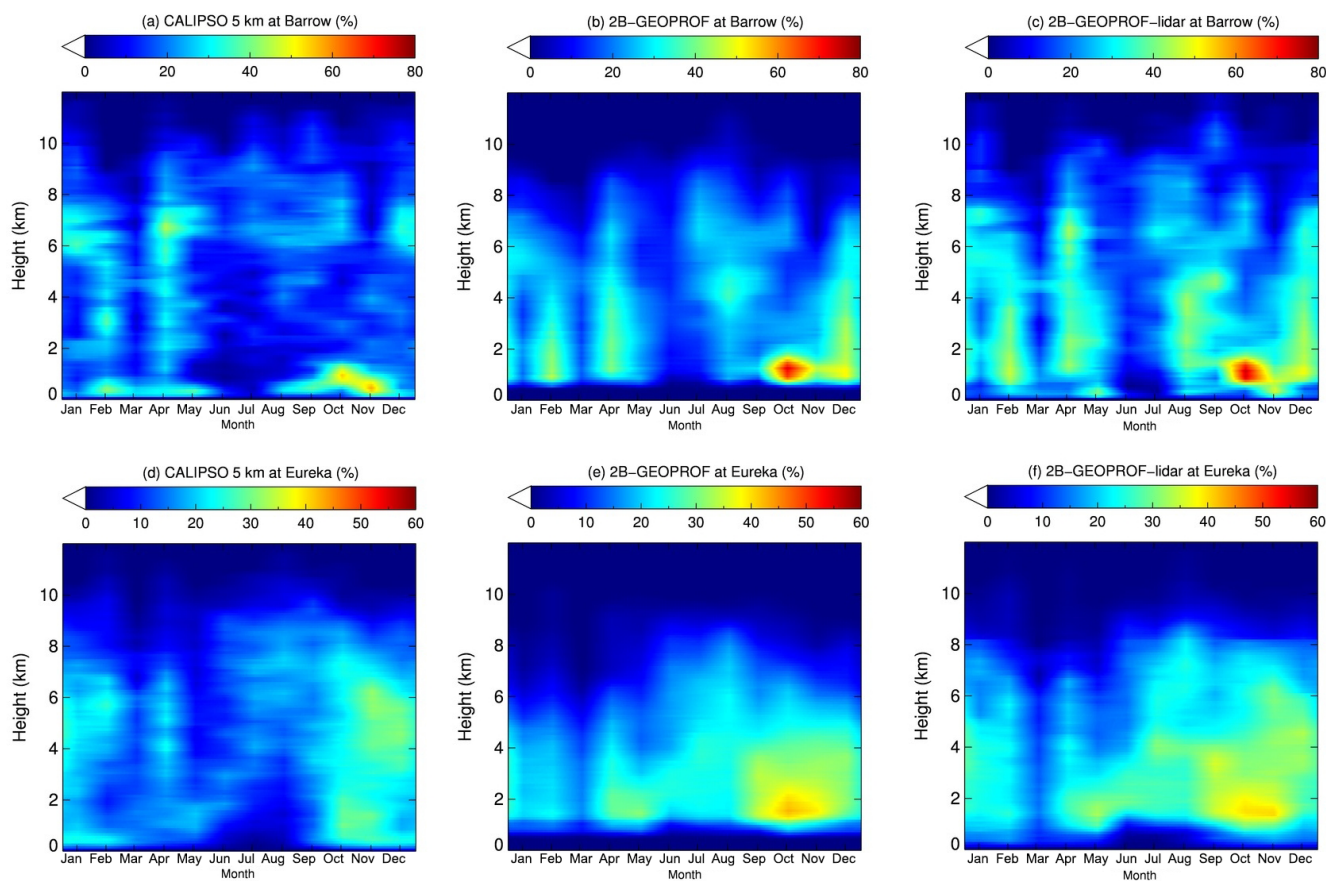 (a) CALIPSO 5 km at Barrow (%)
0 20 40 60 80
Height (km)
10
8
6
4
2
0
Jan Feb Mar Apr May Jun Jul Aug Sep Oct Nov Dec
Month
(b) 2B−GEOPROF at Barrow (%)
0 20 40 60 80
Height (km)
10
8
6
4
2
0
Jan Feb Mar Apr May Jun Jul Aug Sep Oct Nov Dec
Month
(c) 2B−GEOPROF−lidar at Barrow (%)
0 20 40 60 80
Height (km)
10
8
6
4
2
0
Jan Feb Mar Apr May Jun Jul Aug Sep Oct Nov Dec
Month
(d) CALIPSO 5 km at Eureka (%)
0 10 20 30 40 50 60
Height (km)
10
8
6
4
2
0
Jan Feb Mar Apr May Jun Jul Aug Sep Oct Nov Dec
Month
(e) 2B−GEOPROF at Eureka (%)
0 10 20 30 40 50 60
Height (km)
10
8
6
4
2
0
Jan Feb Mar Apr May Jun Jul Aug Sep Oct Nov Dec
Month
(f) 2B−GEOPROF−lidar at Eureka (%)
0 10 20 30 40 50 60
Height (km)
10
8
6
4
2
0
Jan Feb Mar Apr May Jun Jul Aug Sep Oct Nov Dec
Month